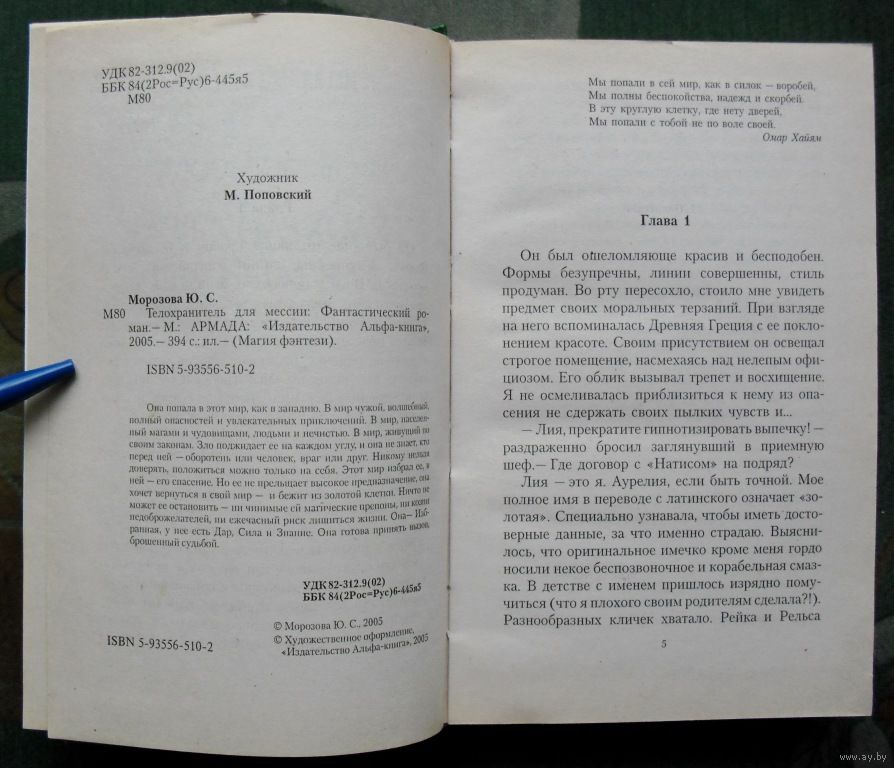 УДК 82-312.9(02)
ББК 84(2Рос=Рус)6-445я5
М80
Художник
М. Поповский
Морозова Ю. С.
М80 Телохранитель для мессии: Фантастический ро-
ман.— М.: АРМАДА: «Издательство Альфа-книга»,
2005.— 394 с.: ил.— (Магия фэнтези).
ISBN 5-93556-510-2
Она попала в этот мир, как в западню. В мир чужой, волшебный,
полный опасностей и увлекательных приключений. В мир, населен-
ный магами и чудовищами, людьми и нечистью. В мир, живущий по
своим законам. Зло поджидает ее на каждом углу, и она не знает, кто
перед ней — оборотень или человек, враг или друг. Никому нельзя
доверять, положиться можно только на себя. Этот мир избрал ее, в
ней — его спасение. Но ее не прельщает высокое предназначение, она
хочет вернуться в свой мир — и бежит из золотой клетки. Ничто не
может ее остановить — ни чинимые ей магические препоны, ни козни
недоброжелателей, ни ежечасный риск лишиться жизни. Она— Изб-
ранная, у нее есть Дар, Сила и Знание. Она готова принять вызов,
брошенный судьбой.
УДК 82-312.9(02)
ББК 84(2Рос=Рус)6-445я5
© Морозова Ю. С., 2005
© Художественное оформление,
«Издательство Альфа-книга», 2005
ISBN 5-93556-510-2
Мы попали в сей мир, как в силок — воробей,
Мы полны беспокойства, надежд и скорбей.
В эту круглую клетку, где нету дверей,
Мы попали с тобой не по воле своей.
Омар Хайям
Глава 1
Он был ошеломляюще красив и бесподобен.
Формы безупречны, линии совершенны, стиль
продуман. Во рту пересохло, стоило мне увидеть
предмет своих моральных терзаний. При взгляде
на него вспоминалась Древняя Греция с ее покло-
нением красоте. Своим присутствием он освещал
строгое помещение, насмехаясь над нелепым офи-
циозом. Его облик вызывал трепет и восхищение.
Я не осмеливалась приблизиться к нему из опа-
сения не сдержать своих пылких чувств и...
— Лия, прекратите гипнотизировать выпечку! —
раздраженно бросил заглянувший в приемную
шеф.— Где договор с «Натисом» на подряд?
Лия — это я. Аурелия, если быть точной. Мое
полное имя в переводе с латинского означает «зо-
лотая». Специально узнавала, чтобы иметь досто-
верные данные, за что именно страдаю. Выясни-
лось, что оригинальное имечко кроме меня гордо
носили некое беспозвоночное и корабельная смаз-
ка. В детстве с именем пришлось изрядно пому-
читься (что я плохого своим родителям сделала?!).
Разнообразных кличек хватало. Рейка и Рельса
5
www.ay.by